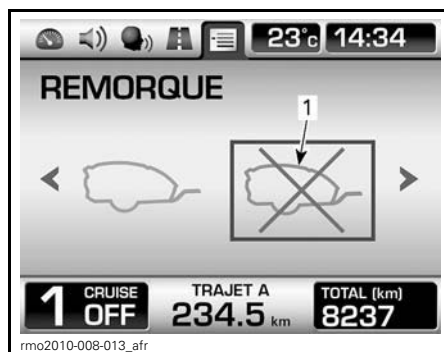 23°c 14:34
REMORQUE
1
1 CRUISE OFF
TRAJET A
234.5 km
TOTAL (km)
8237
rmo2010-008-013_afr